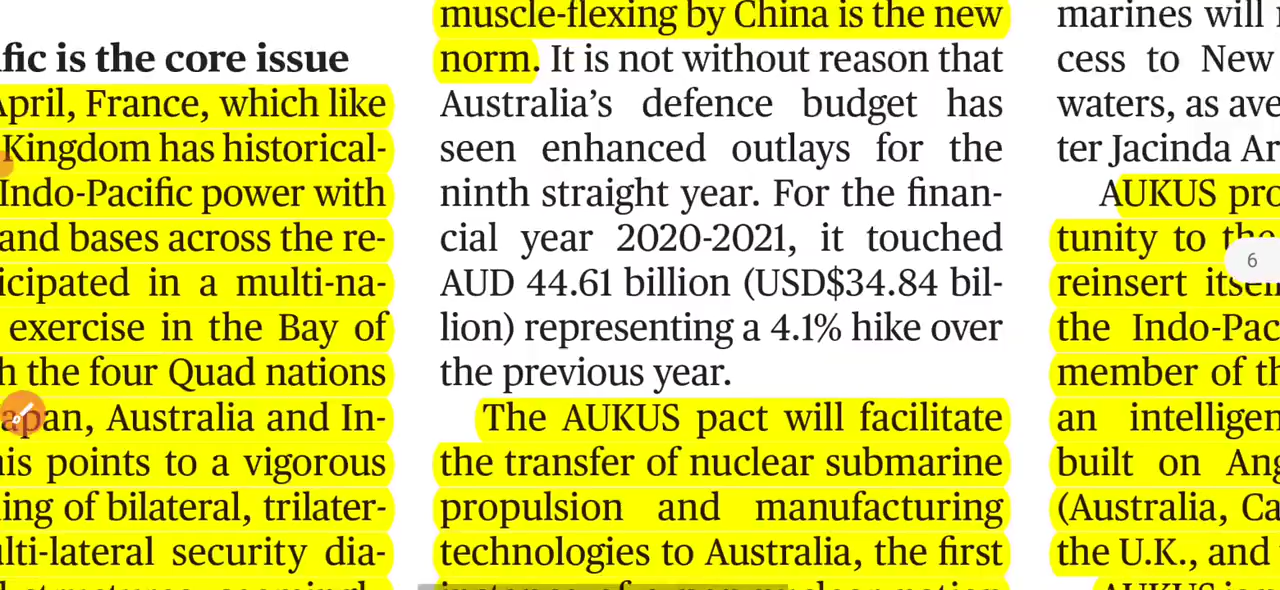 fic is the core issue
April, France, which like
Kingdom has historical-
Indo-Pacific power with
and bases across the re-
icipated in a multi-na-
exercise in the Bay of
the four Quad nations
Japan, Australia and In-
his points to a vigorous
ing of bilateral, trilater-
ulti-lateral security dia-
muscle-flexing by China is the new
norm. It is not without reason that
Australia’s defence budget has
seen enhanced outlays for the
ninth straight year. For the finan-
cial year 2020-2021, it touched
AUD 44.61 billion (USD$34.84 bil-
lion) representing a 4.1% hike over
the previous year.
The AUKUS pact will facilitate
the transfer of nuclear submarine
propulsion and manufacturing
technologies to Australia, the first
marines will
cess to New
waters, as ave
ter Jacinda Ar
AUKUS pro
tunity to the
reinsert itself
the Indo-Pac
member of th
an intelligen
built on Ang
(Australia, Ca
the U.K., and
6